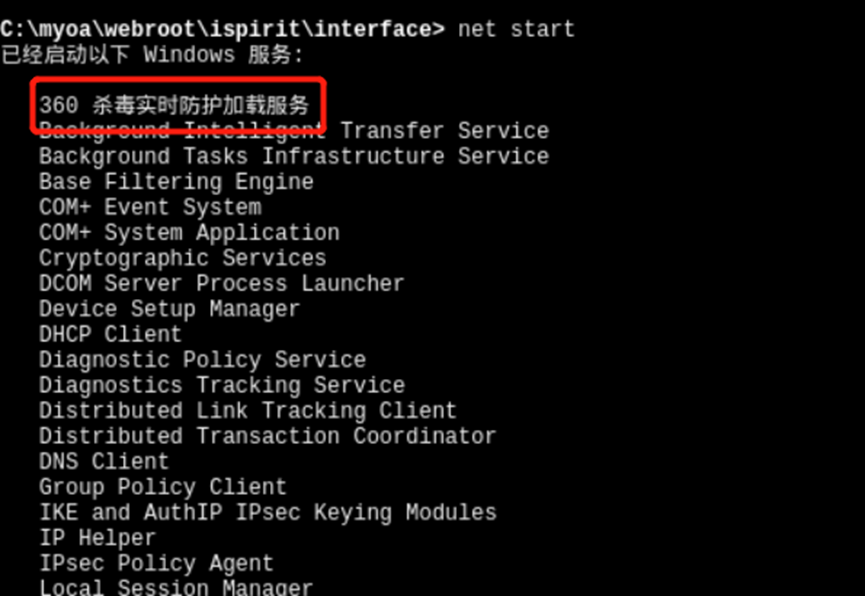 C:\myoa\webroot\ispirit\interface> net start
已经启动以下 Windows 服务:
360 杀毒实时防护加载服务
Background Intelligent Transfer Service
Background Tasks Infrastructure Service
Base Filtering Engine
COM+ Event System
COM+ System Application
Cryptographic Services
DCOM Server Process Launcher
Device Setup Manager
DHCP Client
Diagnostic Policy Service
Diagnostics Tracking Service
Distributed Link Tracking Client
Distributed Transaction Coordinator
DNS Client
Group Policy Client
IKE and AuthIP IPsec Keying Modules
IP Helper
IPsec Policy Agent
Local Session Manager